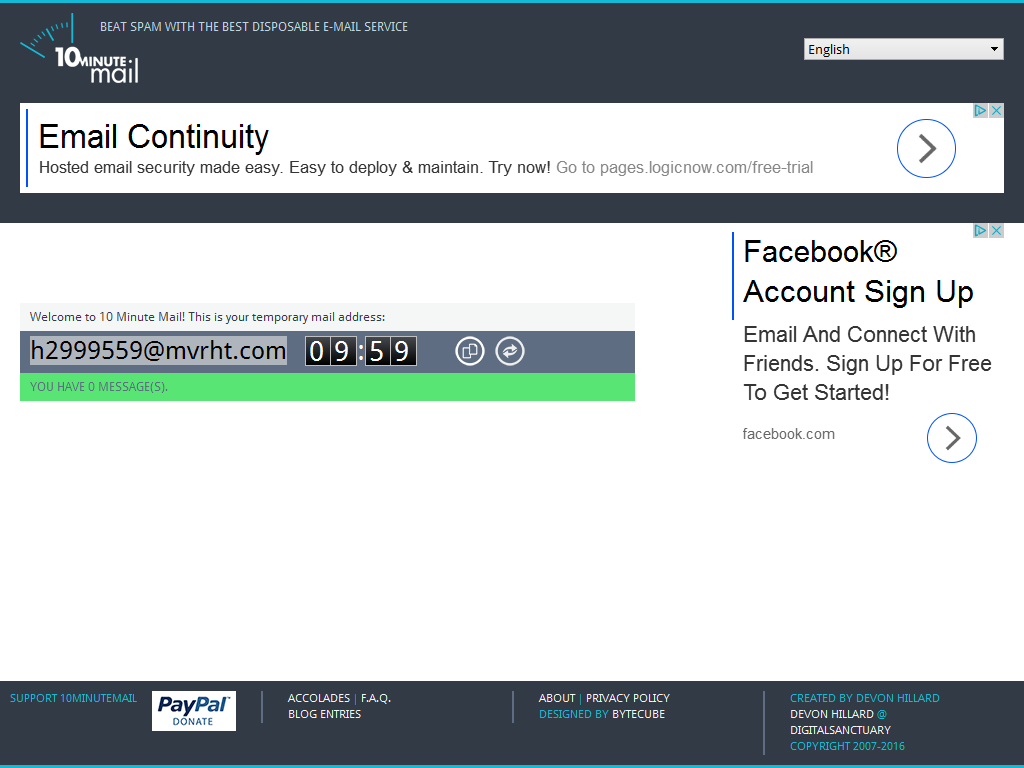 BEAT SPAM WITH THE BEST DISPOSABLE E-MAIL SERVICE
10MINUTE
mail
English
Email Continuity
Hosted email security made easy. Easy to deploy & maintain. Try now! Go to pages.logicnow.com/free-trial
Facebook®
Account Sign Up
Email And Connect With
Friends. Sign Up For Free
To Get Started!
facebook.com
Welcome to 10 Minute Mail! This is your temporary mail address:
h2999559@mvrht.com 09:59
YOU HAVE 0 MESSAGE(S).
SUPPORT 10MINUTEMAIL
PayPal™
DONATE
ACCOLADES | F.A.Q.
BLOG ENTRIES
ABOUT | PRIVACY POLICY
DESIGNED BY BYTECUBE
CREATED BY DEVON HILLARD
DEVON HILLARD @
DIGITALSANCTUARY
COPYRIGHT 2007-2016